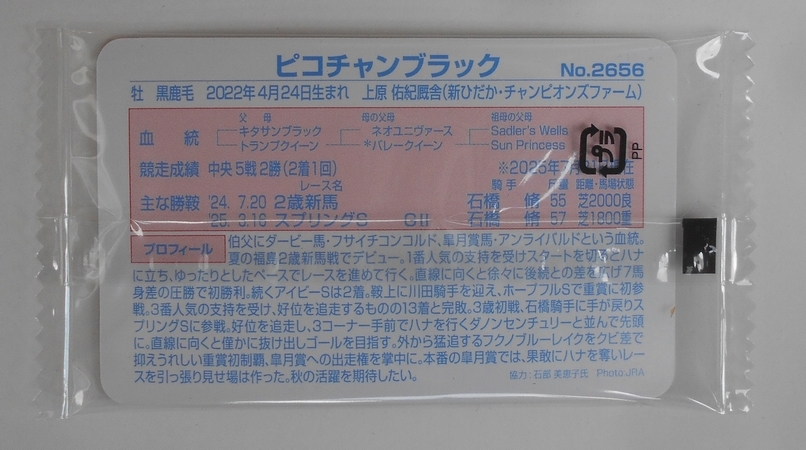 ピコチャンブラック No.2656
牡 黒鹿毛 2022年4月24日生まれ 上原 佑紀厩舎(新ひだか・チャンピオンズファーム)
父 母 母の父母 祖母の父母
血 統 キタサンブラック ネオユニヴァース Sadler's Wells
トランプクイーン *バレークイーン Sun Princess
競走成績 中央5戦2勝(2着1回) ※2025年
レース名 騎 手 距離・馬場状態
主な勝鞍 '24. 7.20 2歳新馬 石橋 脩 55 芝2000良
'25. 3.16 スプリングS GⅡ 石橋 脩 57 芝1800重
プラ
PP
プロフィール 伯父にダービー馬・フサイチコンコルド、皐月賞馬・アンライバルドという血統。
夏の福島2歳新馬戦でデビュー。1番人気の支持を受けスタートを切るとハナ
に立ち、ゆったりとしたペースでレースを進めて行く。直線に向くと徐々に後続との差を広げ7馬
身差の圧勝で初勝利。続くアイビーSは2着。鞍上に川田騎手を迎え、ホープフルSで重賞に初参
戦。3番人気の支持を受け、好位を追走するものの13着と完敗。3歳初戦、石橋騎手に手が戻りス
プリングSに参戦。好位を追走し、3コーナー手前でハナを行くダノンセンチュリーと並んで先頭
に。直線に向くと僅かに抜け出しゴールを目指す。外から猛追するフクノブルーレイクをクビ差で
抑えうれしい重賞初制覇、皐月賞への出走権を掌中に。本番の皐月賞では、果敢にハナを奪いレー
スを引っ張り見せ場は作った。秋の活躍を期待したい。 協力:石部 美恵子氏 Photo JRA